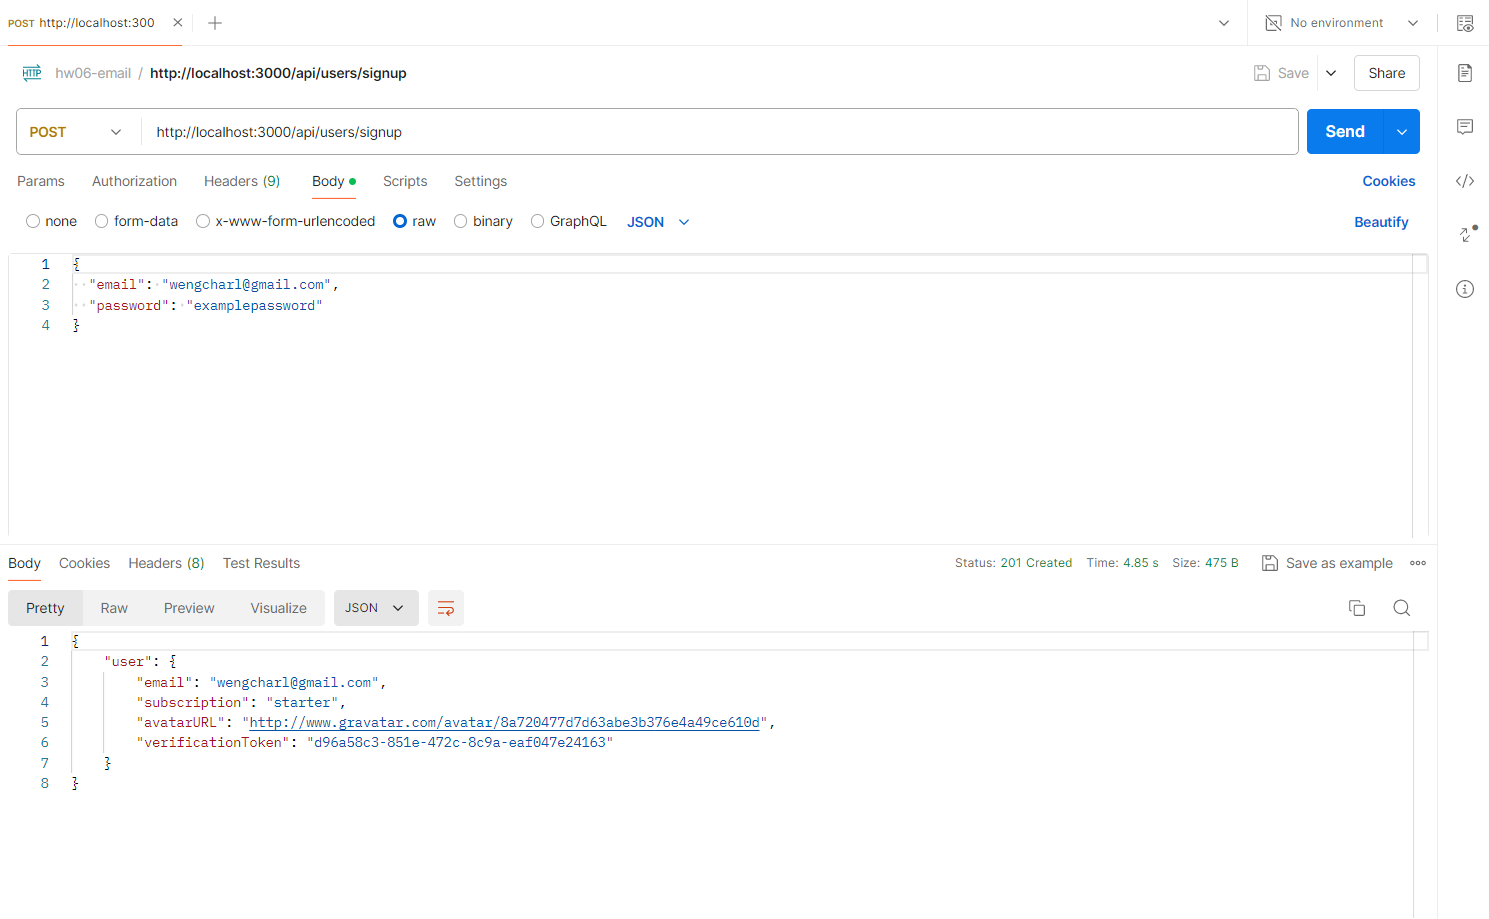 POST http://localhost:300
No environment
HTTP hw06-email / http://localhost:3000/api/users/signup
Save
Share
POST http://localhost:3000/api/users/signup
Send
Params Authorization Headers (9) Body Scripts Settings Cookies
none form-data x-www-form-urlencoded raw binary GraphQL JSON Beautify
1 {
2 "email": "wengcharl@gmail.com",
3 "password": "examplepassword"
4 }
Body Cookies Headers (8) Test Results Status: 201 Created Time: 4.85 s Size: 475 B Save as example
Pretty Raw Preview Visualize JSON
1 {
2 "user": {
3 "email": "wengcharl@gmail.com",
4 "subscription": "starter",
5 "avatarURL": "http://www.gravatar.com/avatar/8a720477d7d63abe3b376e4a49ce610d",
6 "verificationToken": "d96a58c3-851e-472c-8c9a-eaf047e24163"
7 }
8 }